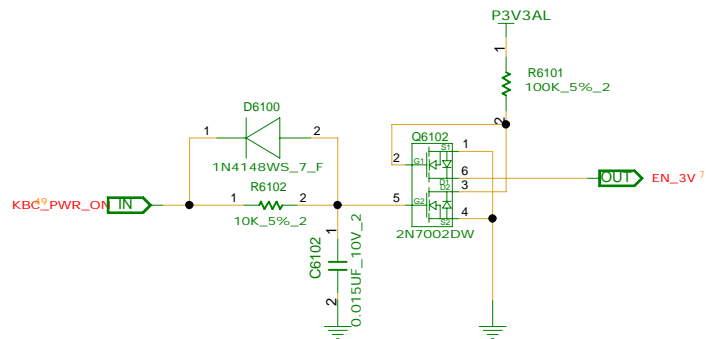 P3V3AL
1
R6101
100K_5%_2
2
D6100
1
2
1N4148WS_7_F
Q6102
2
G1
S1
1
D1
6
D2
3
5
G2
S2
4
2N7002DW
OUT
EN_3V
7
KBC_PWR_ON
49
IN
R6102
1
2
10K_5%_2
1
C6102
2
0.015UF_10V_2